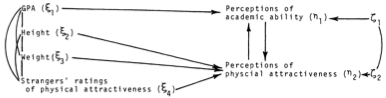 GPA (ξ₁)
Perceptions of
academic ability (η₁)
ζ₁
Height (ξ₂)
Weight(ξ₃)
Perceptions of
physcial attractiveness (η₂)
ζ₂
Strangers' ratings
of physical attractiveness (ξ₄)